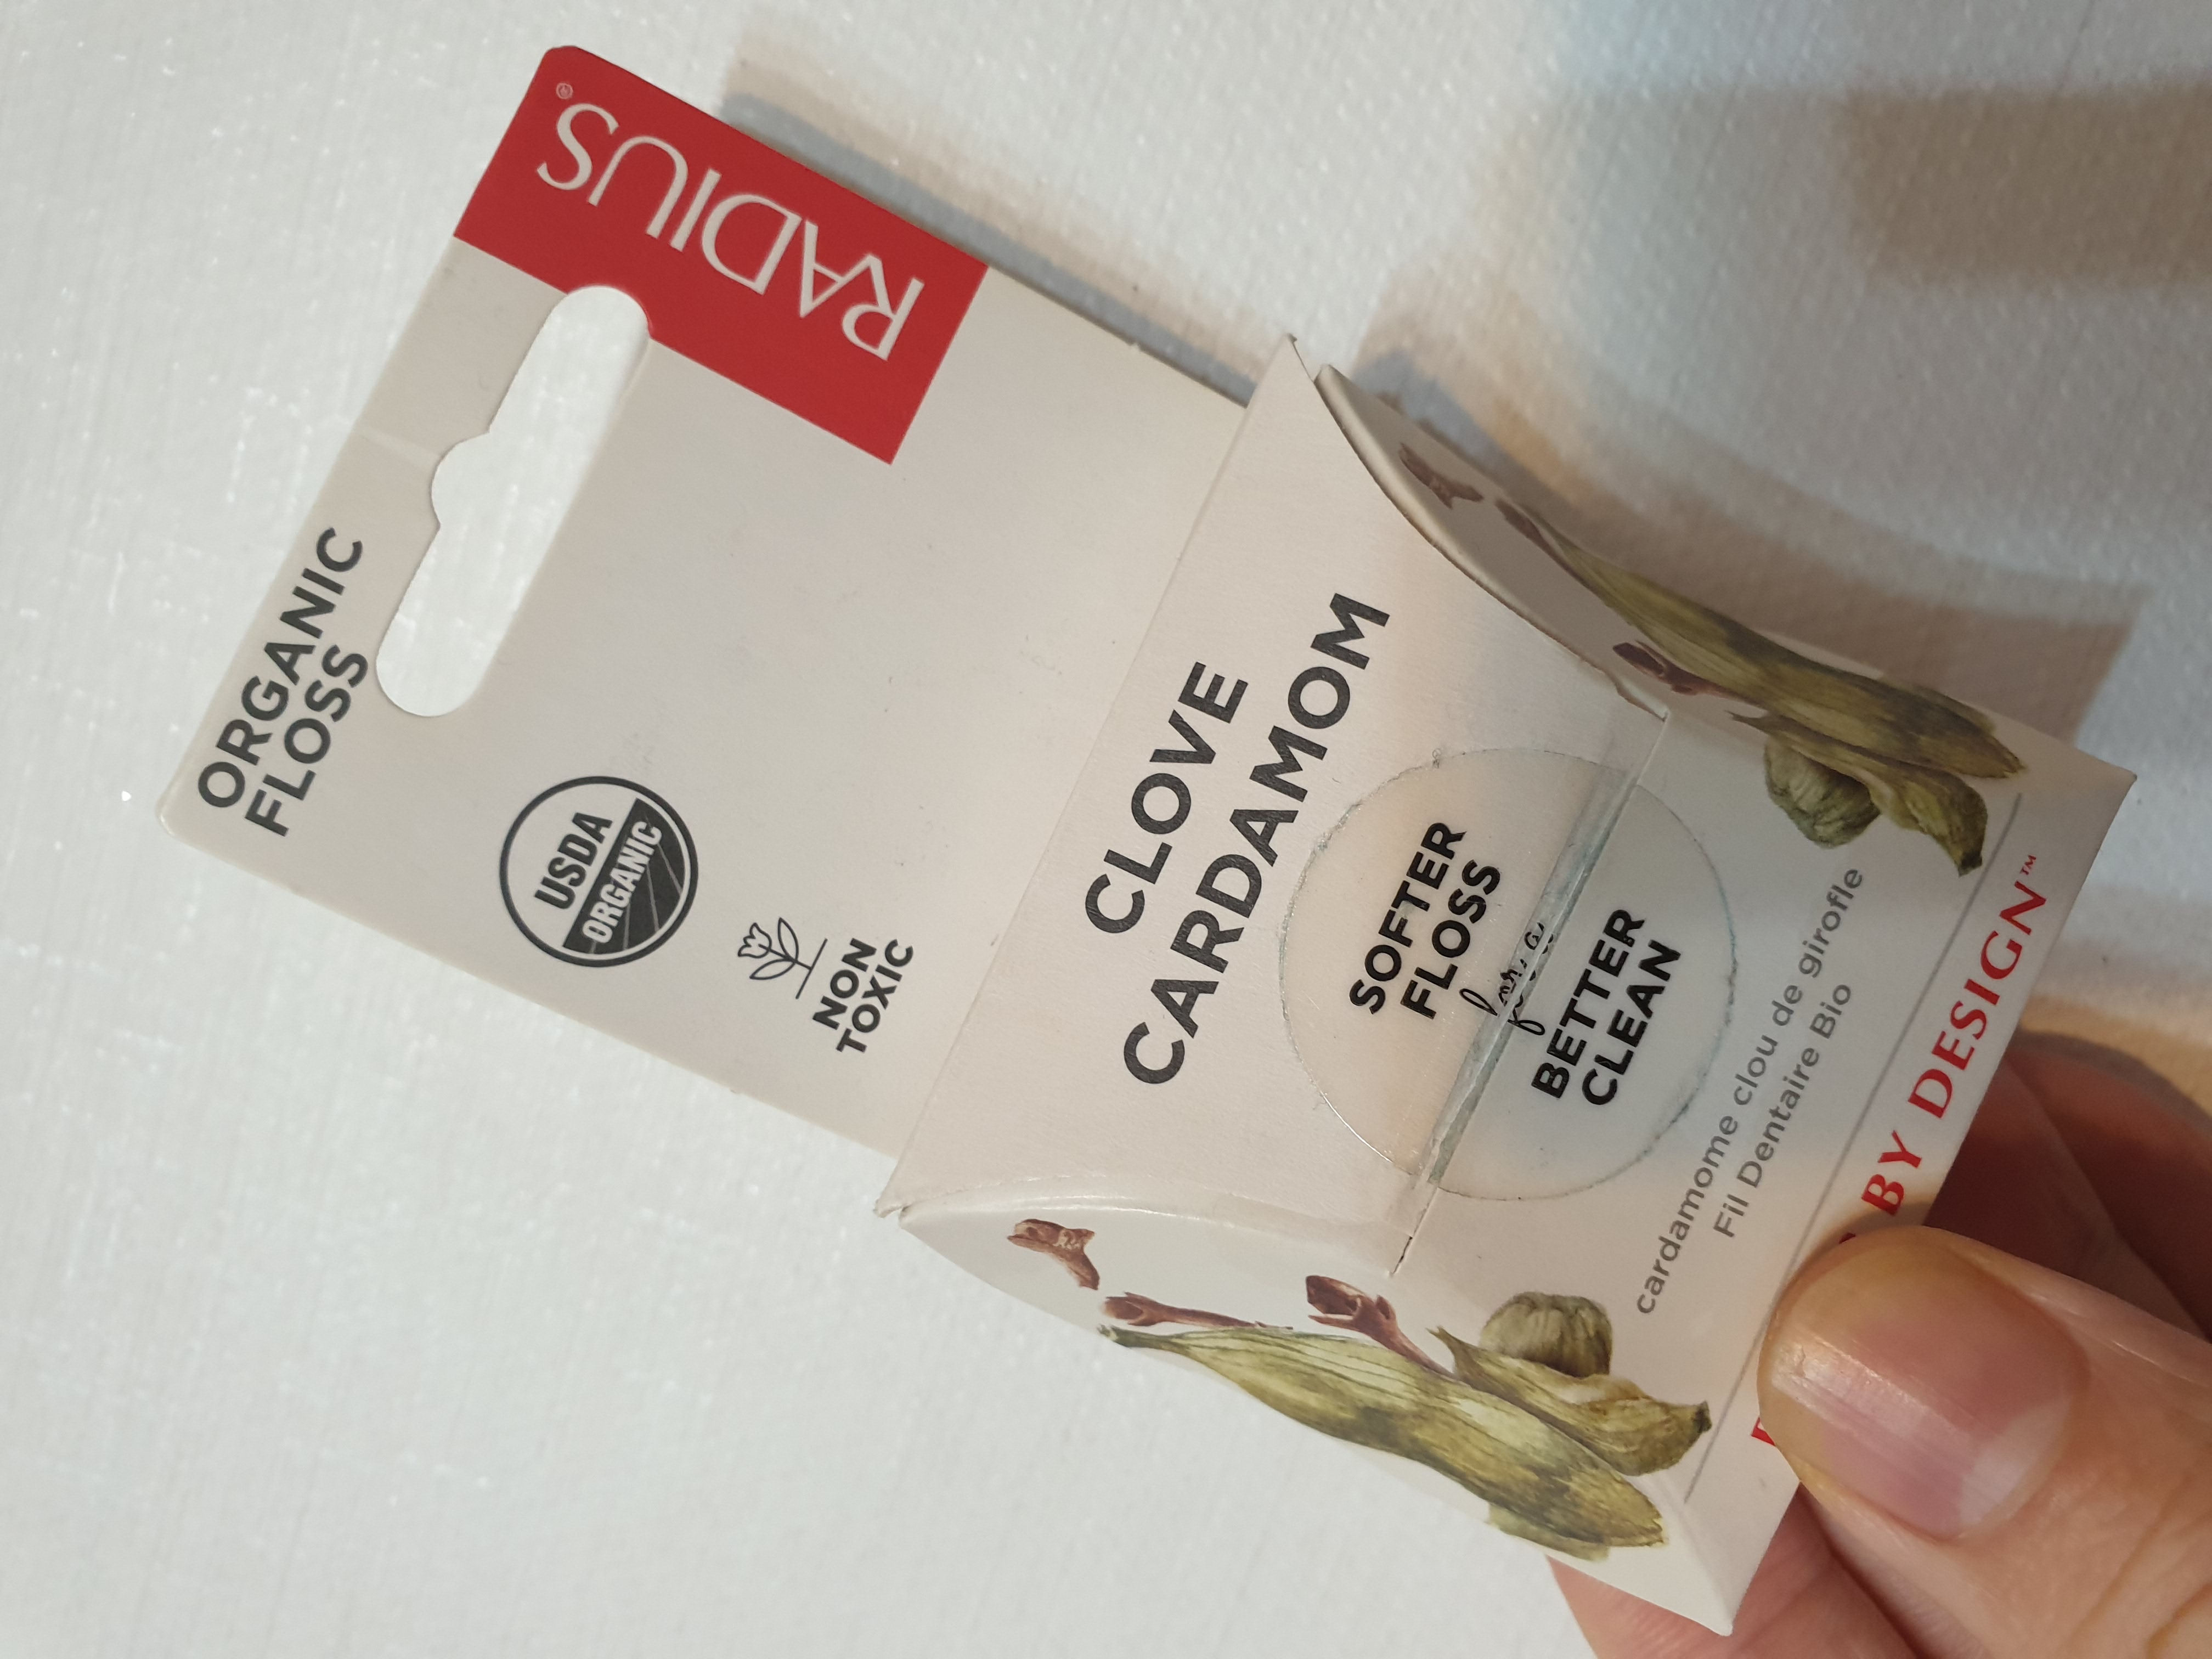 RADIUS®
ORGANIC
FLOSS
USDA
ORGANIC
NON
TOXIC
CLOVE
CARDAMOM
SOFTER
FLOSS
for a
BETTER
CLEAN
cardamome clou de girofle
Fil Dentaire Bio
BY DESIGN™